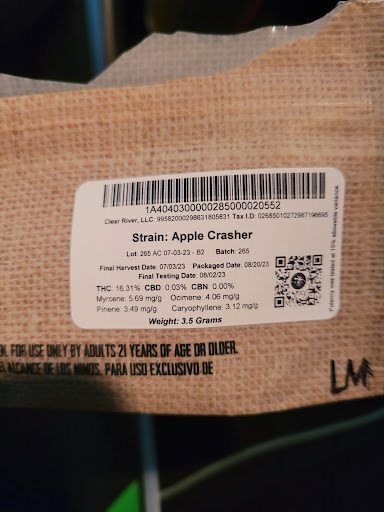 1A4040300000285000020552
Clear River, LLC 99582000298631805831 Tax I.D: 02685010272967196695
Strain: Apple Crasher
Lot: 265 AC 07-03-23 - B2 Batch: 265
Final Harvest Date: 07/03/23 Packaged Date: 08/20/23
Final Testing Date: 08/02/23
THC: 16.31% CBD: 0.03% CBN: 0.00%
Myrcene: 5.69 mg/g Ocimene: 4.06 mg/g
Pinene: 3.49 mg/g Caryophyllene: 3.12 mg/g
Weight: 3.5 Grams
Potency was tested at 15% allowable variance.
FOR USE ONLY BY ADULTS 21 YEARS OF AGE OR OLDER.
ALCANCE DE LOS NIÑOS. PARA USO EXCLUSIVO DE